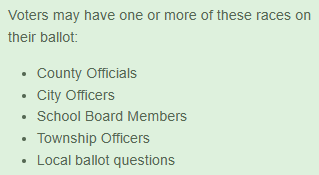 Voters may have one or more of these races on
their ballot:
• County Officials
• City Officers
• School Board Members
• Township Officers
• Local ballot questions